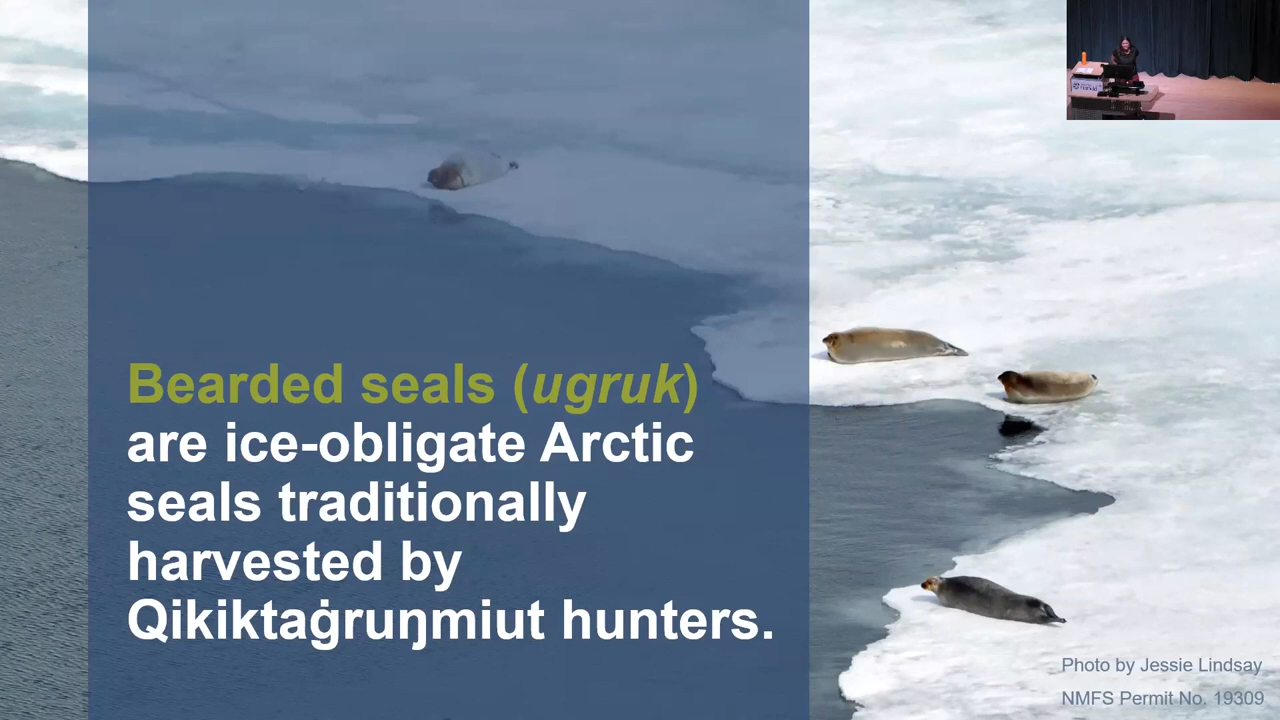 Bearded seals (ugruk)
are ice-obligate Arctic
seals traditionally
harvested by
Qikiktaġruŋmiut hunters.
Photo by Jessie Lindsay
NMFS Permit No. 19309